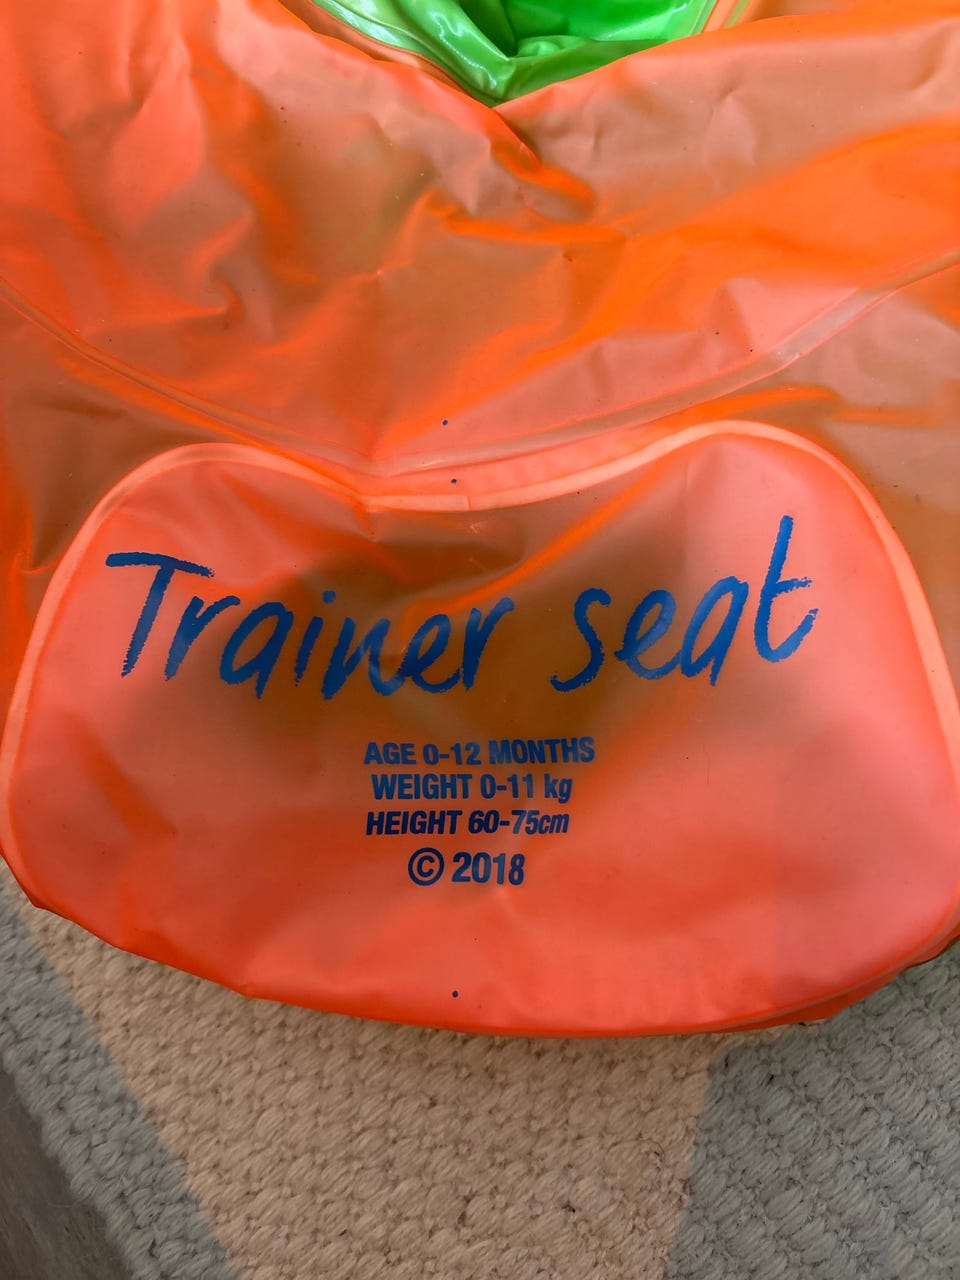 Trainer seat
AGE 0-12 MONTHS
WEIGHT 0-11 kg
HEIGHT 60-75cm
© 2018